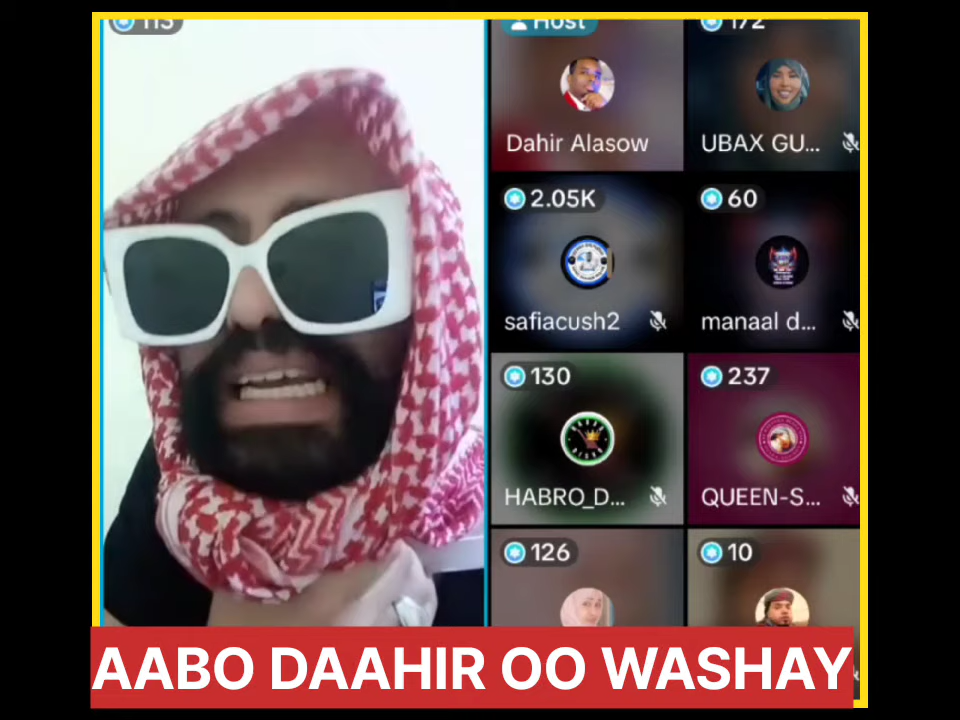 113
Host
172
Dahir Alasow
UBAX GU...
2.05K
60
safiacush2
manaal d...
130
237
HABRO_D...
QUEEN-S...
126
10
AABO DAAHIR OO WASHAY